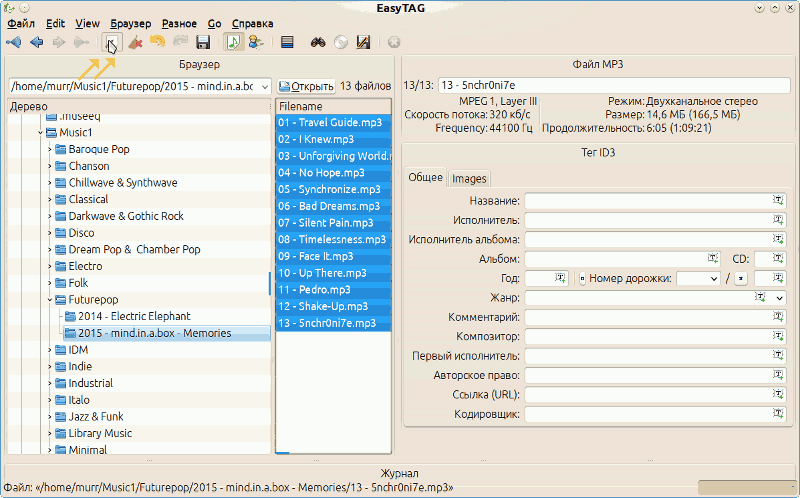 EasyTAG
Файл Edit View Браузер Разное Go Справка
Браузер
/home/murr/Music1/Futurepop/2015 - mind.in.a.bo Открыть 13 файлов
Дерево
.museeq
Music1
Baroque Pop
Chanson
Chillwave & Synthwave
Classical
Darkwave & Gothic Rock
Disco
Dream Pop & Chamber Pop
Electro
Folk
Futurepop
2014 - Electric Elephant
2015 - mind.in.a.box - Memories
IDM
Indie
Industrial
Italo
Jazz & Funk
Library Music
Minimal
Filename
01 - Travel Guide.mp3
02 - I Knew.mp3
03 - Unforgiving World.
04 - No Hope.mp3
05 - Synchronize.mp3
06 - Bad Dreams.mp3
07 - Silent Pain.mp3
08 - Timelessness.mp3
09 - Face It.mp3
10 - Up There.mp3
11 - Pedro.mp3
12 - Shake-Up.mp3
13 - 5nchr0ni7e.mp3
Файл MP3
13/13: 13 - 5nchr0ni7e
MPEG 1, Layer III Режим: Двухканальное стерео
Скорость потока: 320 кб/с Размер: 14,6 МБ (166,5 МБ)
Frequency: 44100 Гц Продолжительность: 6:05 (1:09:21)
Тег ID3
Общее Images
Название:
Исполнитель:
Исполнитель альбома:
Альбом: CD:
Год: Номер дорожки: /
Жанр:
Комментарий:
Композитор:
Первый исполнитель:
Авторское право:
Ссылка (URL):
Кодировщик:
Журнал
Файл: «/home/murr/Music1/Futurepop/2015 - mind.in.a.box - Memories/13 - 5nchr0ni7e.mp3»